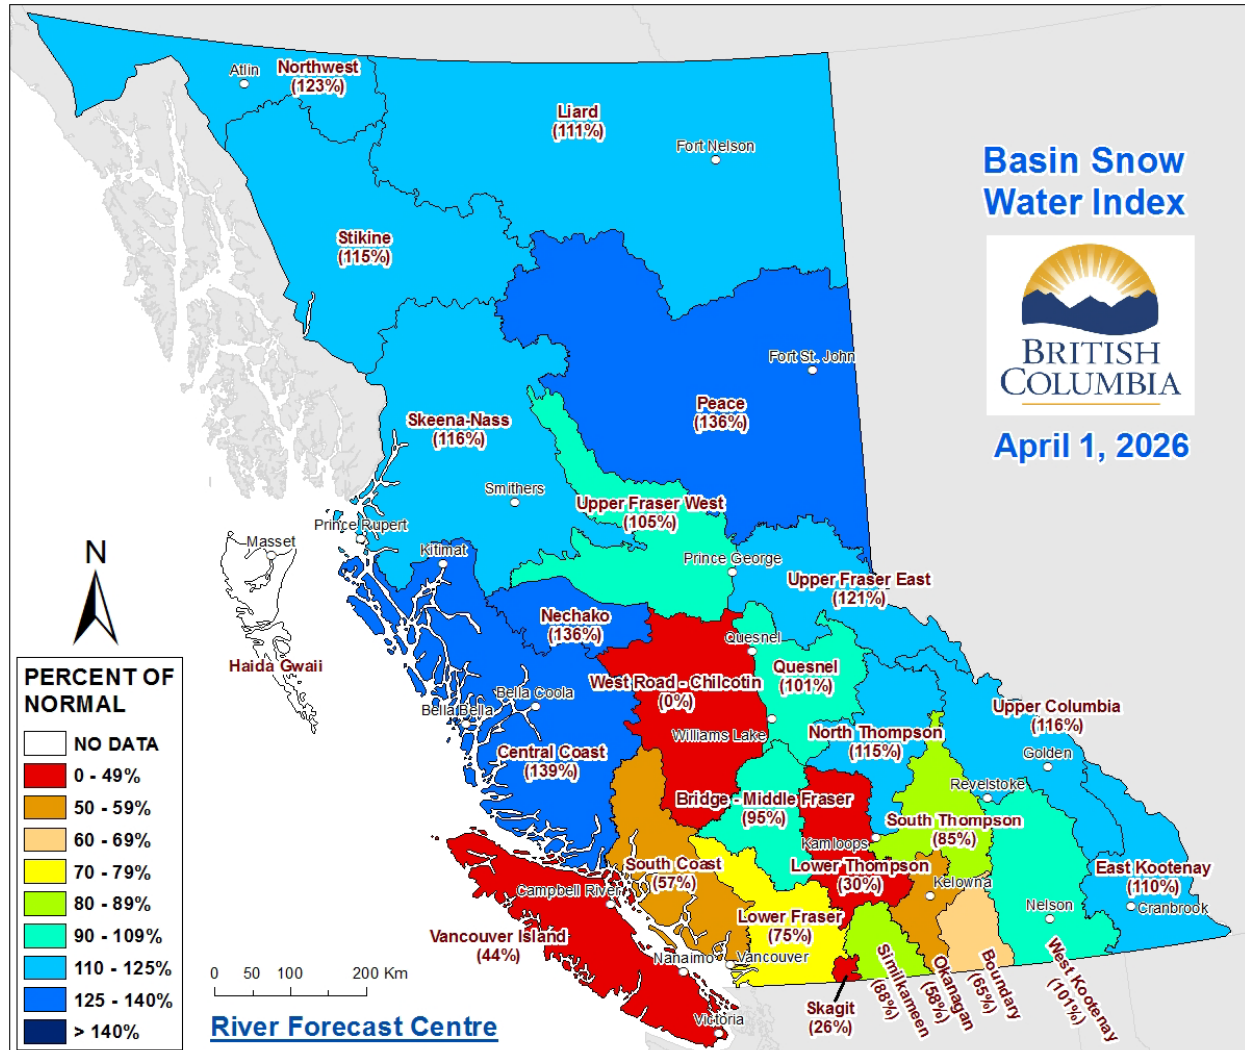 Atlin
Northwest
(123%)
Liard
(111%)
Fort Nelson
Basin Snow
Water Index
Stikine
(115%)
BRITISH
COLUMBIA
April 1, 2026
Fort St. John
Peace
(136%)
Skeena-Nass
(116%)
Smithers
Upper Fraser West
(105%)
Prince Rupert
Masset
Kitimat
Prince George
Upper Fraser East
(121%)
N
Nechako
(136%)
Quesnel
Haida Gwaii
Quesnel
(101%)
West Road - Chilcotin
(0%)
Bella Coola
Bella Bella
Upper Columbia
(116%)
Williams Lake
North Thompson
(115%)
Golden
Central Coast
(139%)
Revelstoke
Bridge - Middle Fraser
(95%)
South Thompson
(85%)
Kamloops
South Coast
(57%)
Lower Thompson
(30%)
East Kootenay
(110%)
Kelowna
Campbell River
Cranbrook
Nelson
Lower Fraser
(75%)
Vancouver Island
(44%)
Nanaimo
Vancouver
Skagit
(26%)
Similkameen
(88%)
Okanagan
(58%)
Boundary
(65%)
West Kootenay
(101%)
Victoria
PERCENT OF
NORMAL
NO DATA
0 - 49%
50 - 59%
60 - 69%
70 - 79%
80 - 89%
90 - 109%
110 - 125%
125 - 140%
> 140%
0 50 100 200 Km
River Forecast Centre